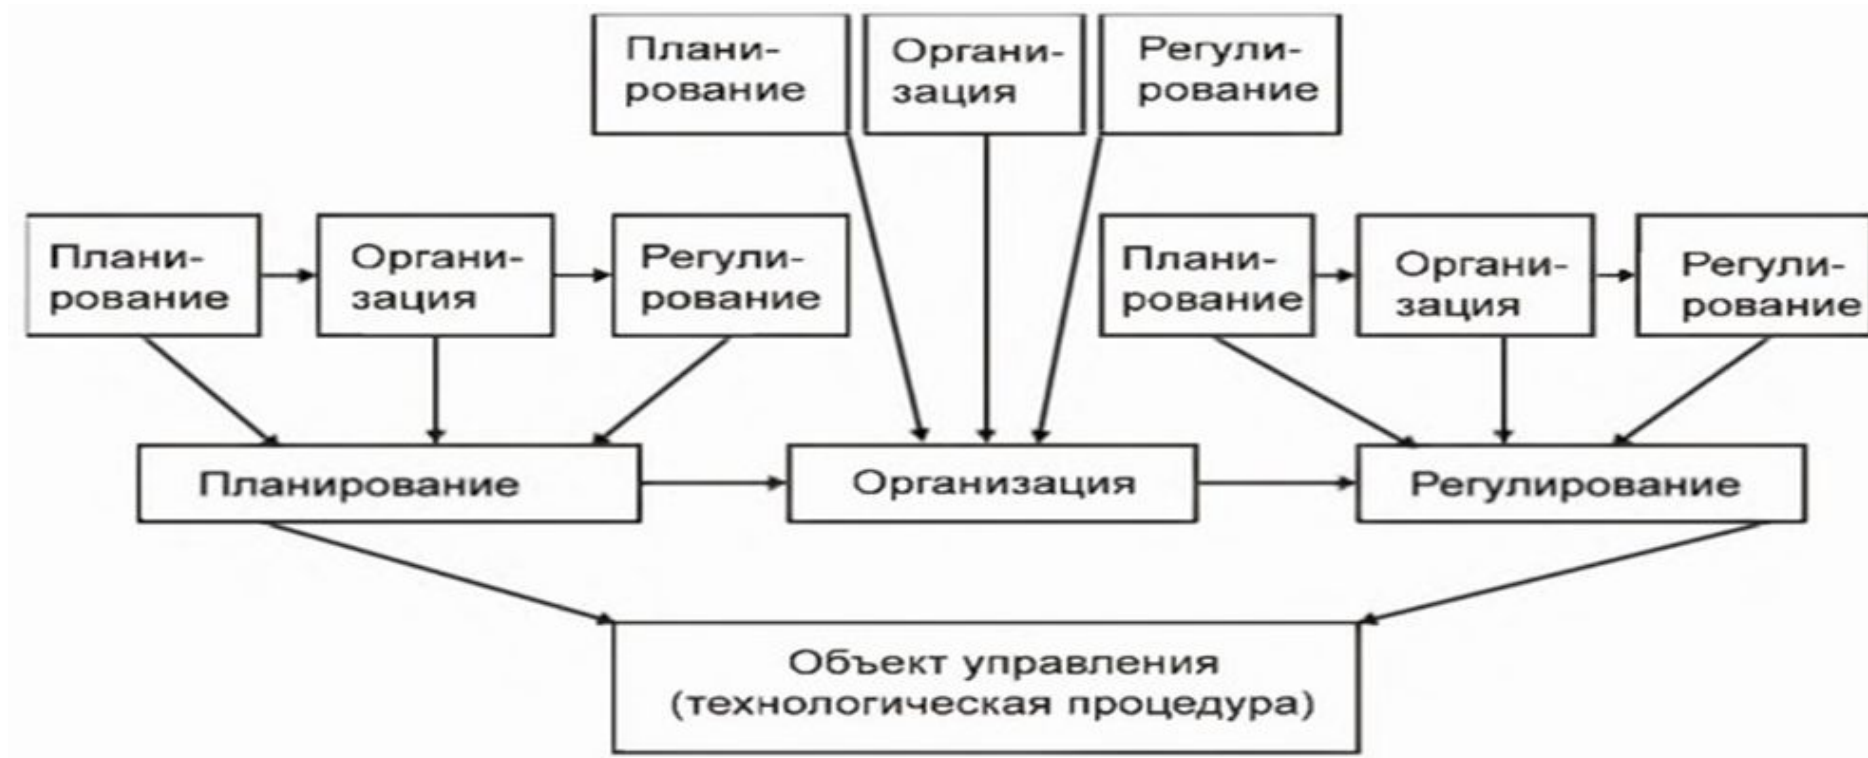 Плани-
рование
Органи-
зация
Регули-
рование
Плани-
рование
Органи-
зация
Регули-
рование
Плани-
рование
Органи-
зация
Регули-
рование
Планирование
Организация
Регулирование
Объект управления
(технологическая процедура)